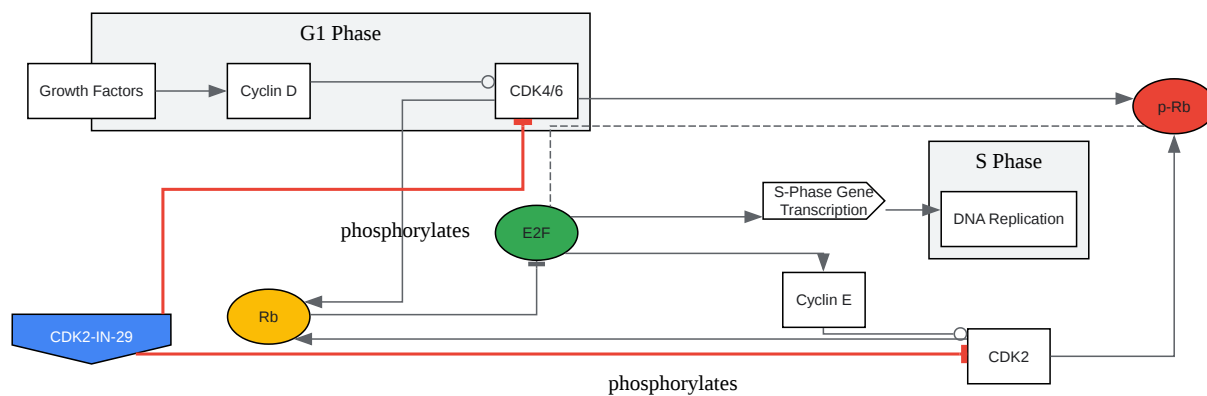 G1 Phase
Growth Factors
Cyclin D
CDK4/6
p-Rb
S Phase
S-Phase Gene
Transcription
DNA Replication
phosphorylates
E2F
Cyclin E
Rb
CDK2-IN-29
CDK2
phosphorylates